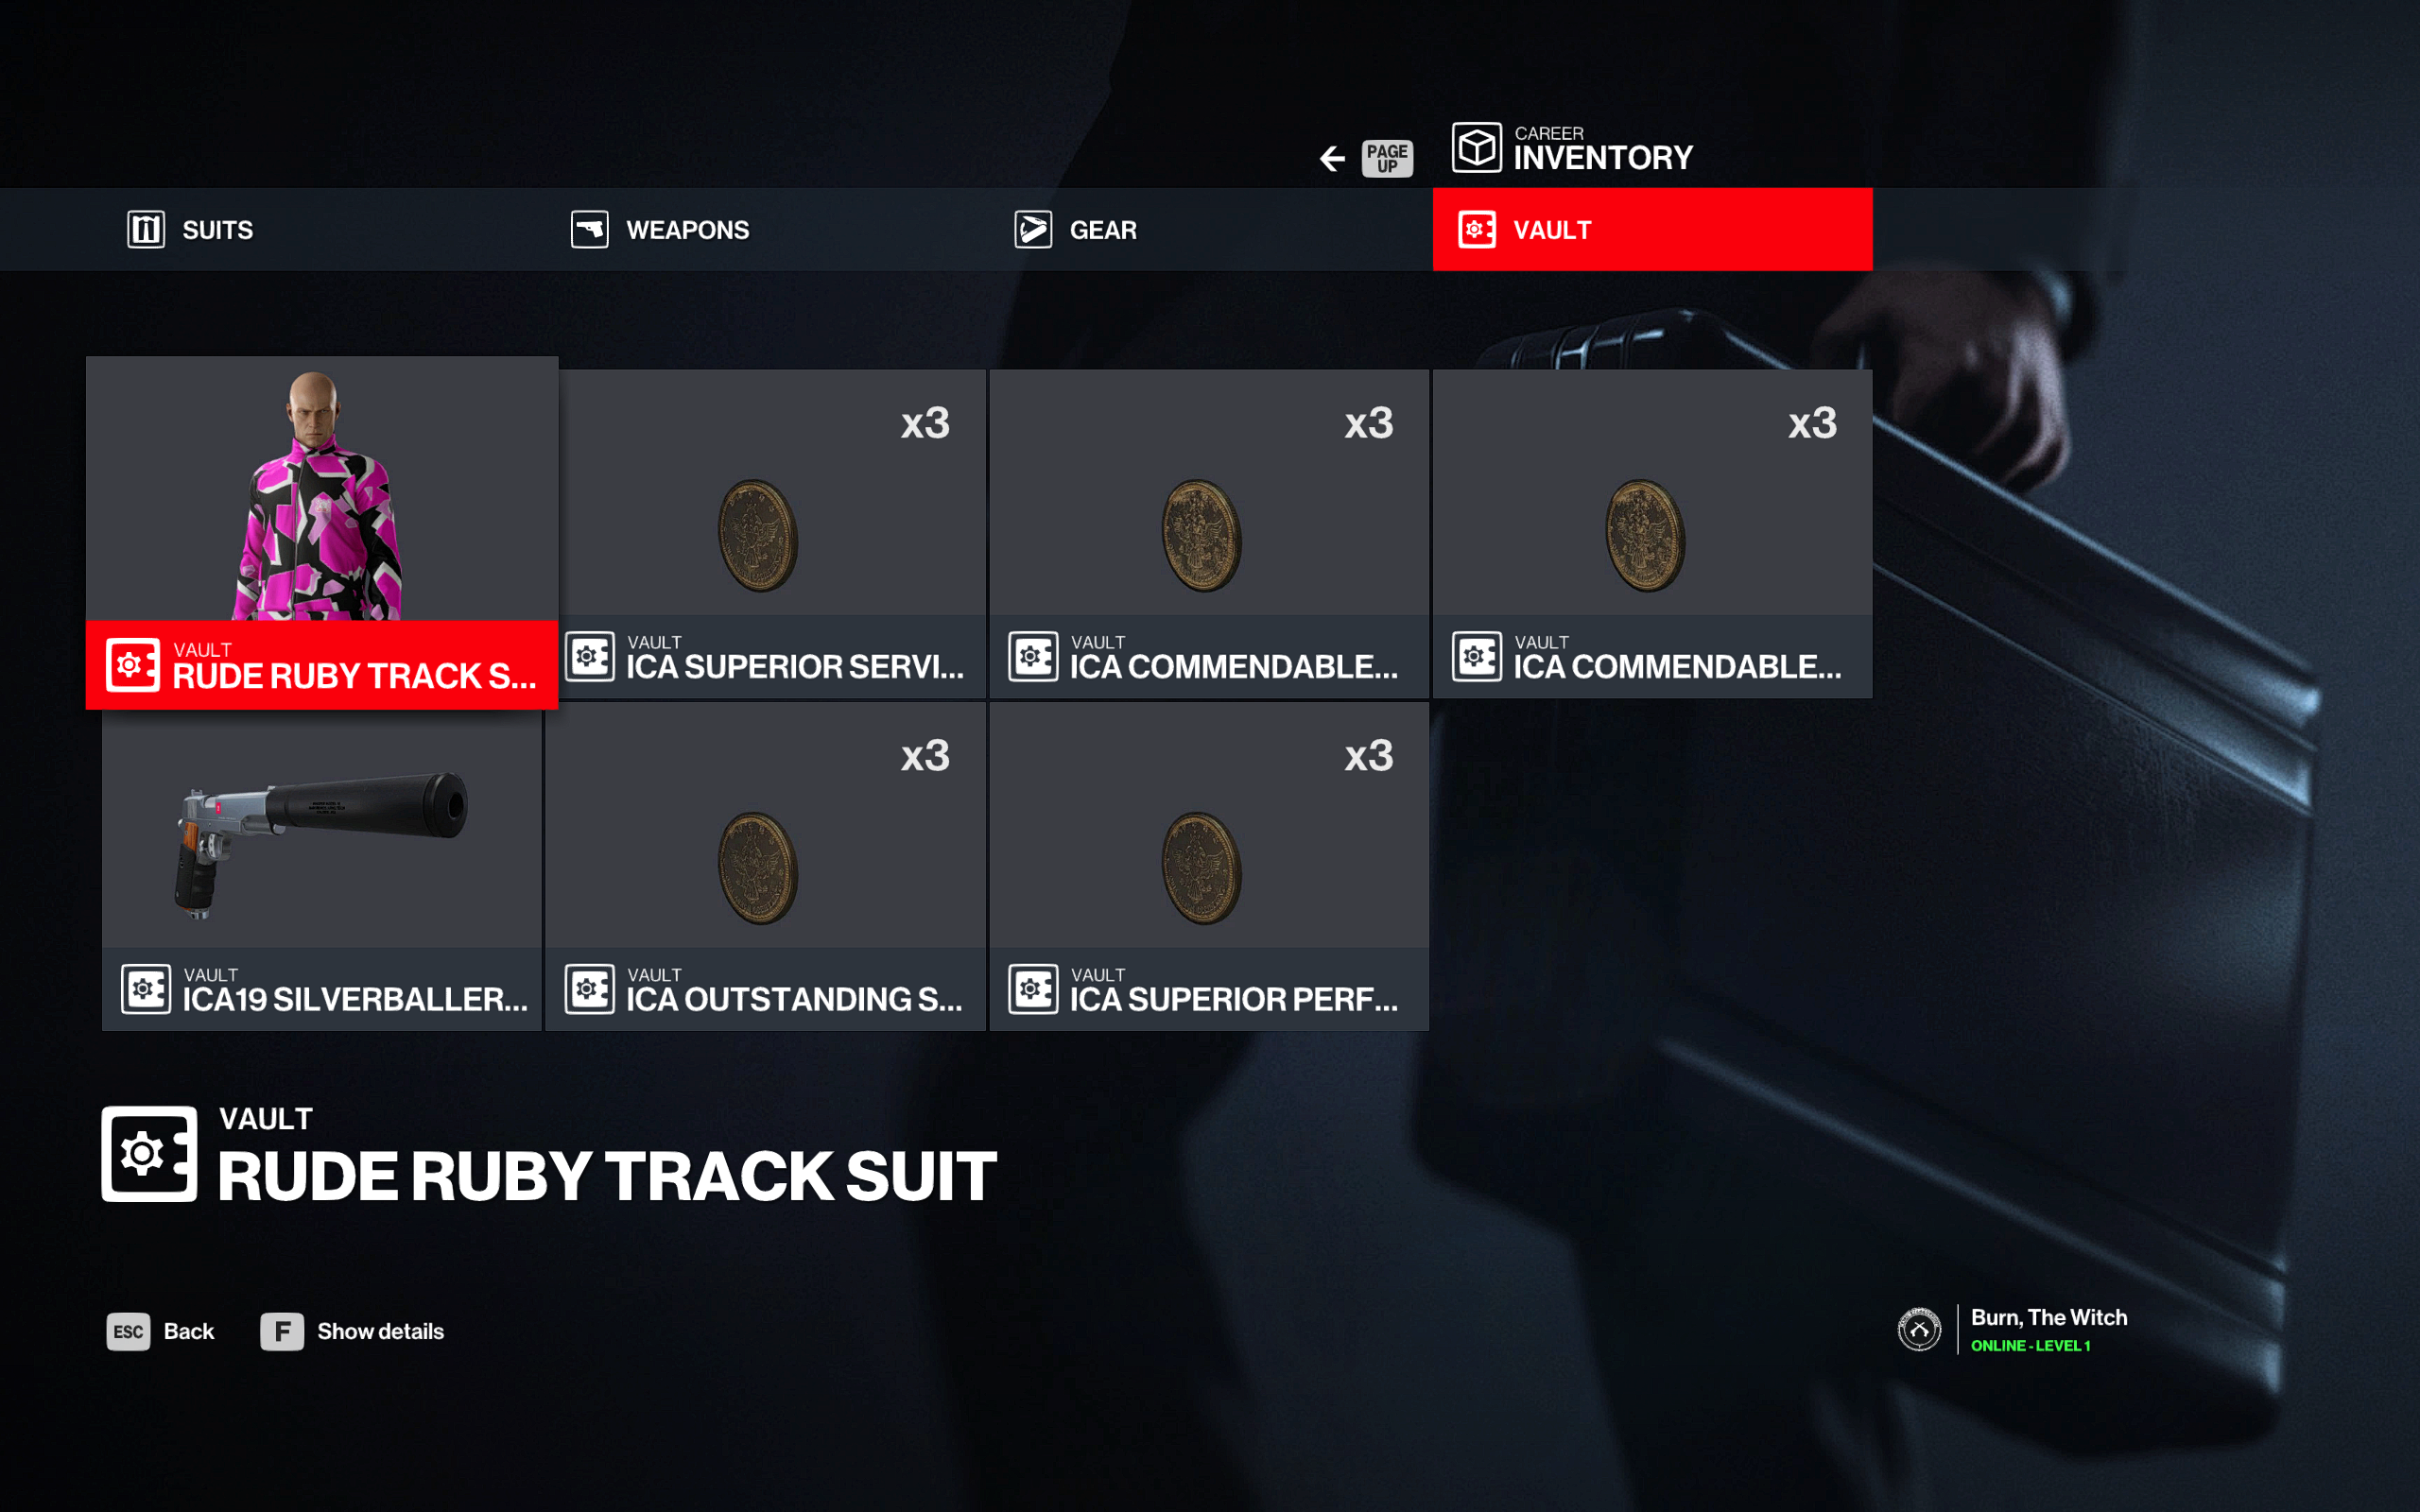 CAREER
INVENTORY
PAGE
UP
SUITS
WEAPONS
GEAR
VAULT
VAULT
RUDE RUBY TRACK S...
x3
VAULT
ICA SUPERIOR SERVI...
x3
VAULT
ICA COMMENDABLE...
x3
VAULT
ICA COMMENDABLE...
VAULT
ICA19 SILVERBALLER...
x3
VAULT
ICA OUTSTANDING S...
x3
VAULT
ICA SUPERIOR PERF...
VAULT
RUDE RUBY TRACK SUIT
ESC Back
F Show details
Burn, The Witch
ONLINE - LEVEL 1